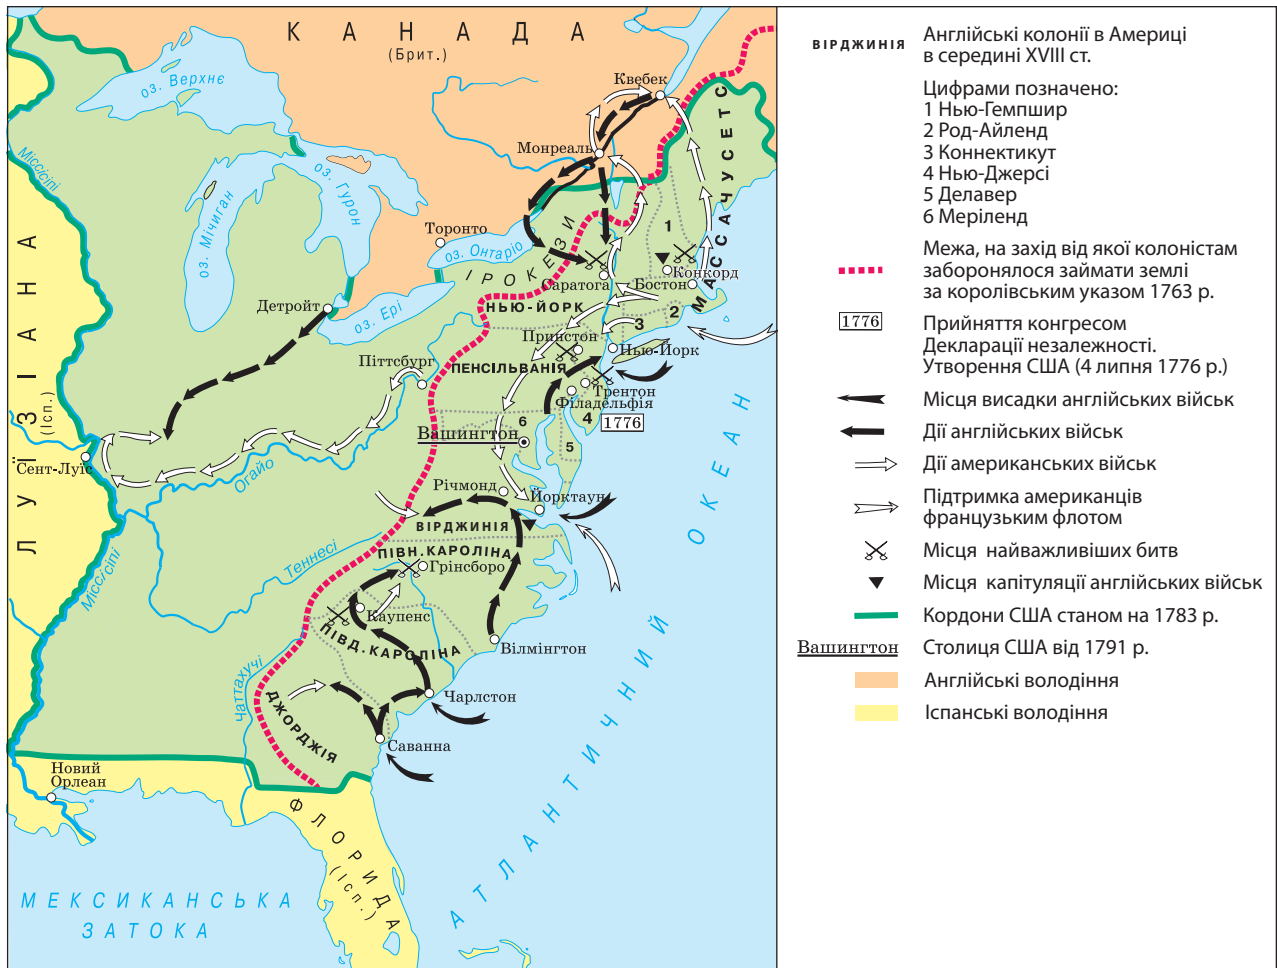 КАНАДА
(Брит.)
оз. Верхнє
Квебек
Монреаль
Міссісіпі
оз. Мічиган
оз. Гурон
Торонто
оз. Онтаріо
ІРОКЕЗИ
МАССАЧУСЕТС
1
Конкорд
Саратога
Бостон
Детройт
оз. Ері
НЬЮ-ЙОРК
2
3
Принстон
Нью-Йорк
Піттсбург
ПЕНСІЛЬВАНІЯ
Трентон
Філадельфія
4
1776
ЛУЇЗІАНА
(Ісп.)
6
Вашингтон
5
Сент-Луїс
Огайо
Річмонд
Йорктаун
ВІРДЖИНІЯ
ПІВН.КАРОЛІНА
Теннесі
Грінсборо
Міссісіпі
Каупенс
ПІВД.КАРОЛІНА
Вілмінгтон
Чаттахучі
Чарлстон
ДЖОРДЖІЯ
Саванна
Новий
Орлеан
ФЛОРИДА
(Ісп.)
МЕКСИКАНСЬКА
ЗАТОКА
АТЛАНТИЧНИЙ ОКЕАН
ВІРДЖИНІЯ
Англійські колонії в Америці
в середині XVIII ст.
Цифрами позначено:
1 Нью-Гемпшир
2 Род-Айленд
3 Коннектикут
4 Нью-Джерсі
5 Делавер
6 Меріленд
Межа, на захід від якої колоністам
заборонялося займати землі
за королівським указом 1763 р.
1776
Прийняття конгресом
Декларації незалежності.
Утворення США (4 липня 1776 р.)
Місця висадки англійських військ
Дії англійських військ
Дії американських військ
Підтримка американців
французьким флотом
Місця найважливіших битв
Місця капітуляції англійських військ
Кордони США станом на 1783 р.
Вашингтон
Столиця США від 1791 р.
Англійські володіння
Іспанські володіння